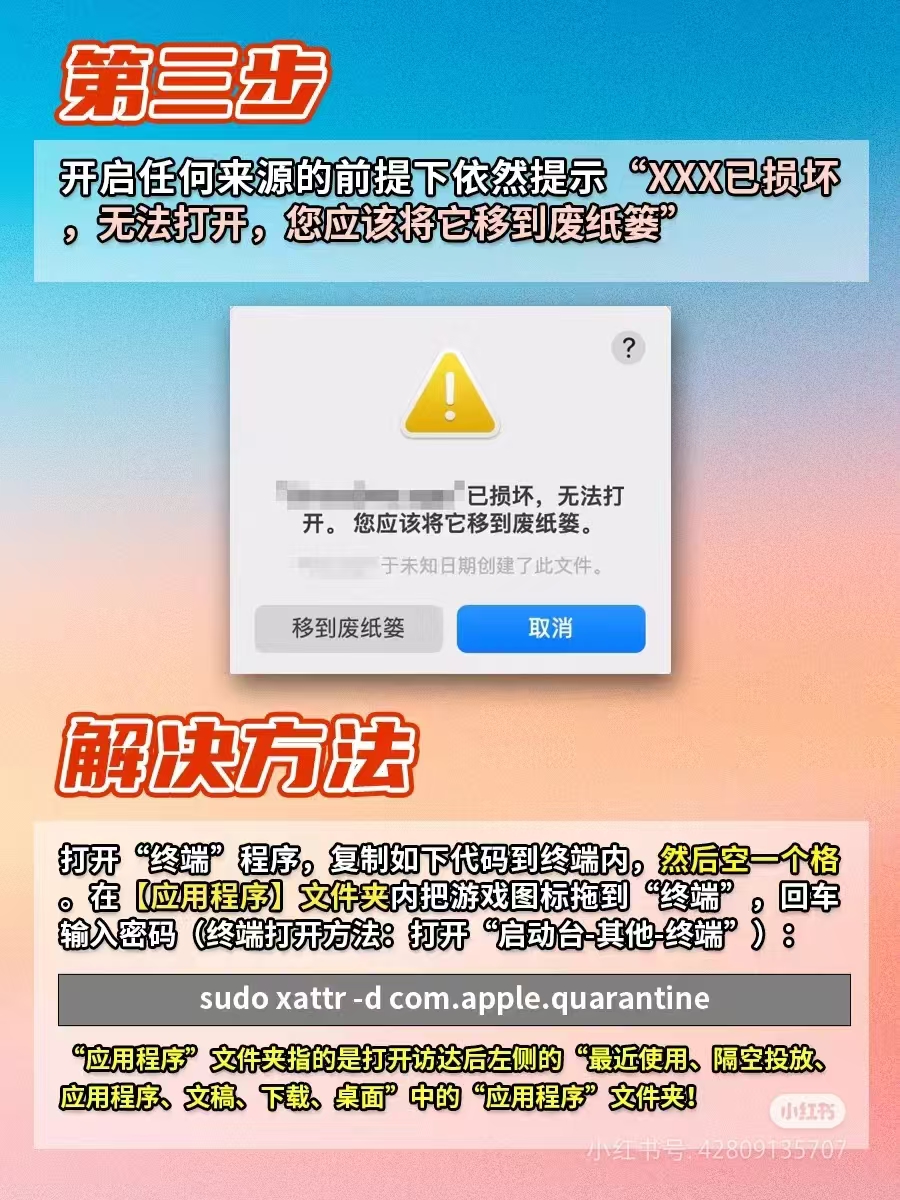 第三步
开启任何来源的前提下依然提示“XXX已损坏
，无法打开，您应该将它移到废纸篓”
?
已损坏，无法打
开。 您应该将它移到废纸篓。
于未知日期创建了此文件。
移到废纸篓
取消
解决方法
打开“终端”程序，复制如下代码到终端内，然后空一个格
。在【应用程序】文件夹内把游戏图标拖到“终端”，回车
输入密码（终端打开方法：打开“启动台-其他-终端”）：
sudo xattr -d com.apple.quarantine
“应用程序”文件夹指的是打开访达后左侧的“最近使用、隔空投放、
应用程序、文稿、下载、桌面”中的“应用程序”文件夹！
小红书
小红书号: 42809135707